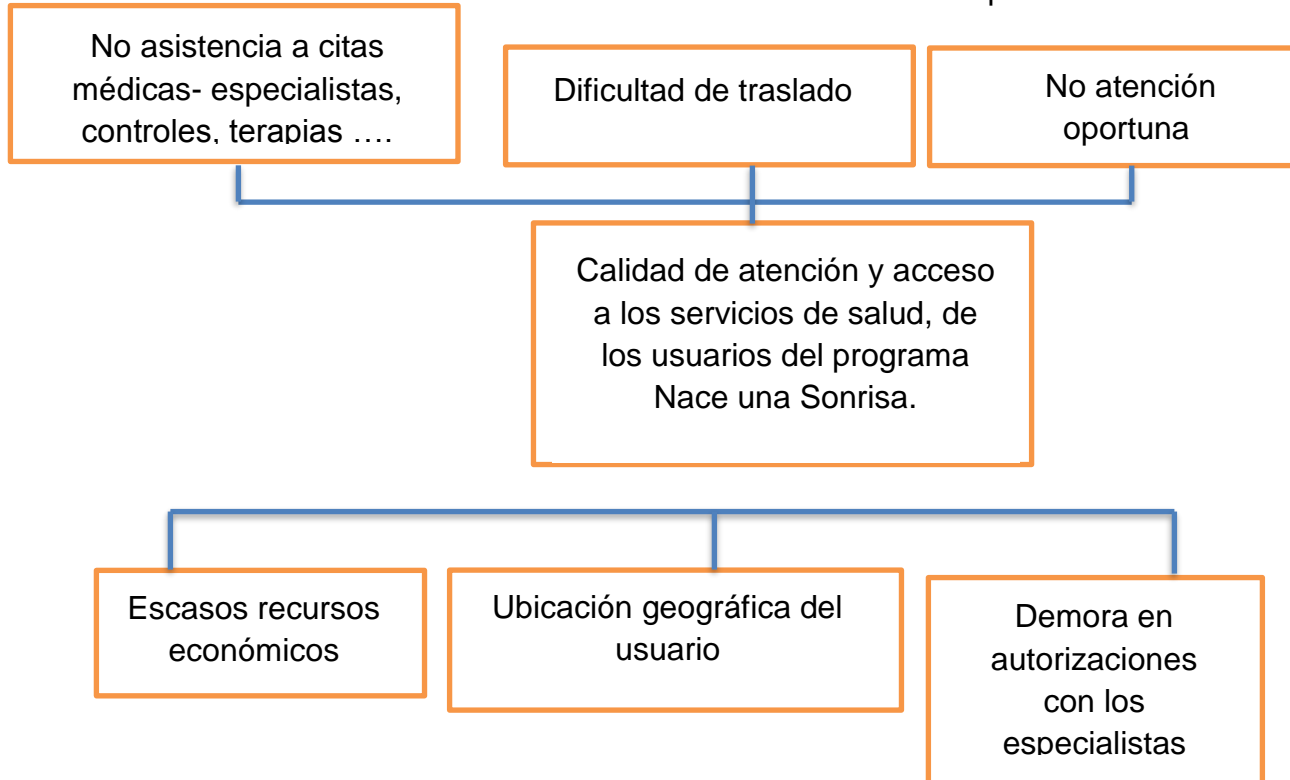 No asistencia a citas
médicas- especialistas,
controles, terapias ….
Dificultad de traslado
No atención
oportuna
Calidad de atención y acceso
a los servicios de salud, de
los usuarios del programa
Nace una Sonrisa.
Escasos recursos
económicos
Ubicación geográfica del
usuario
Demora en
autorizaciones
con los
especialistas